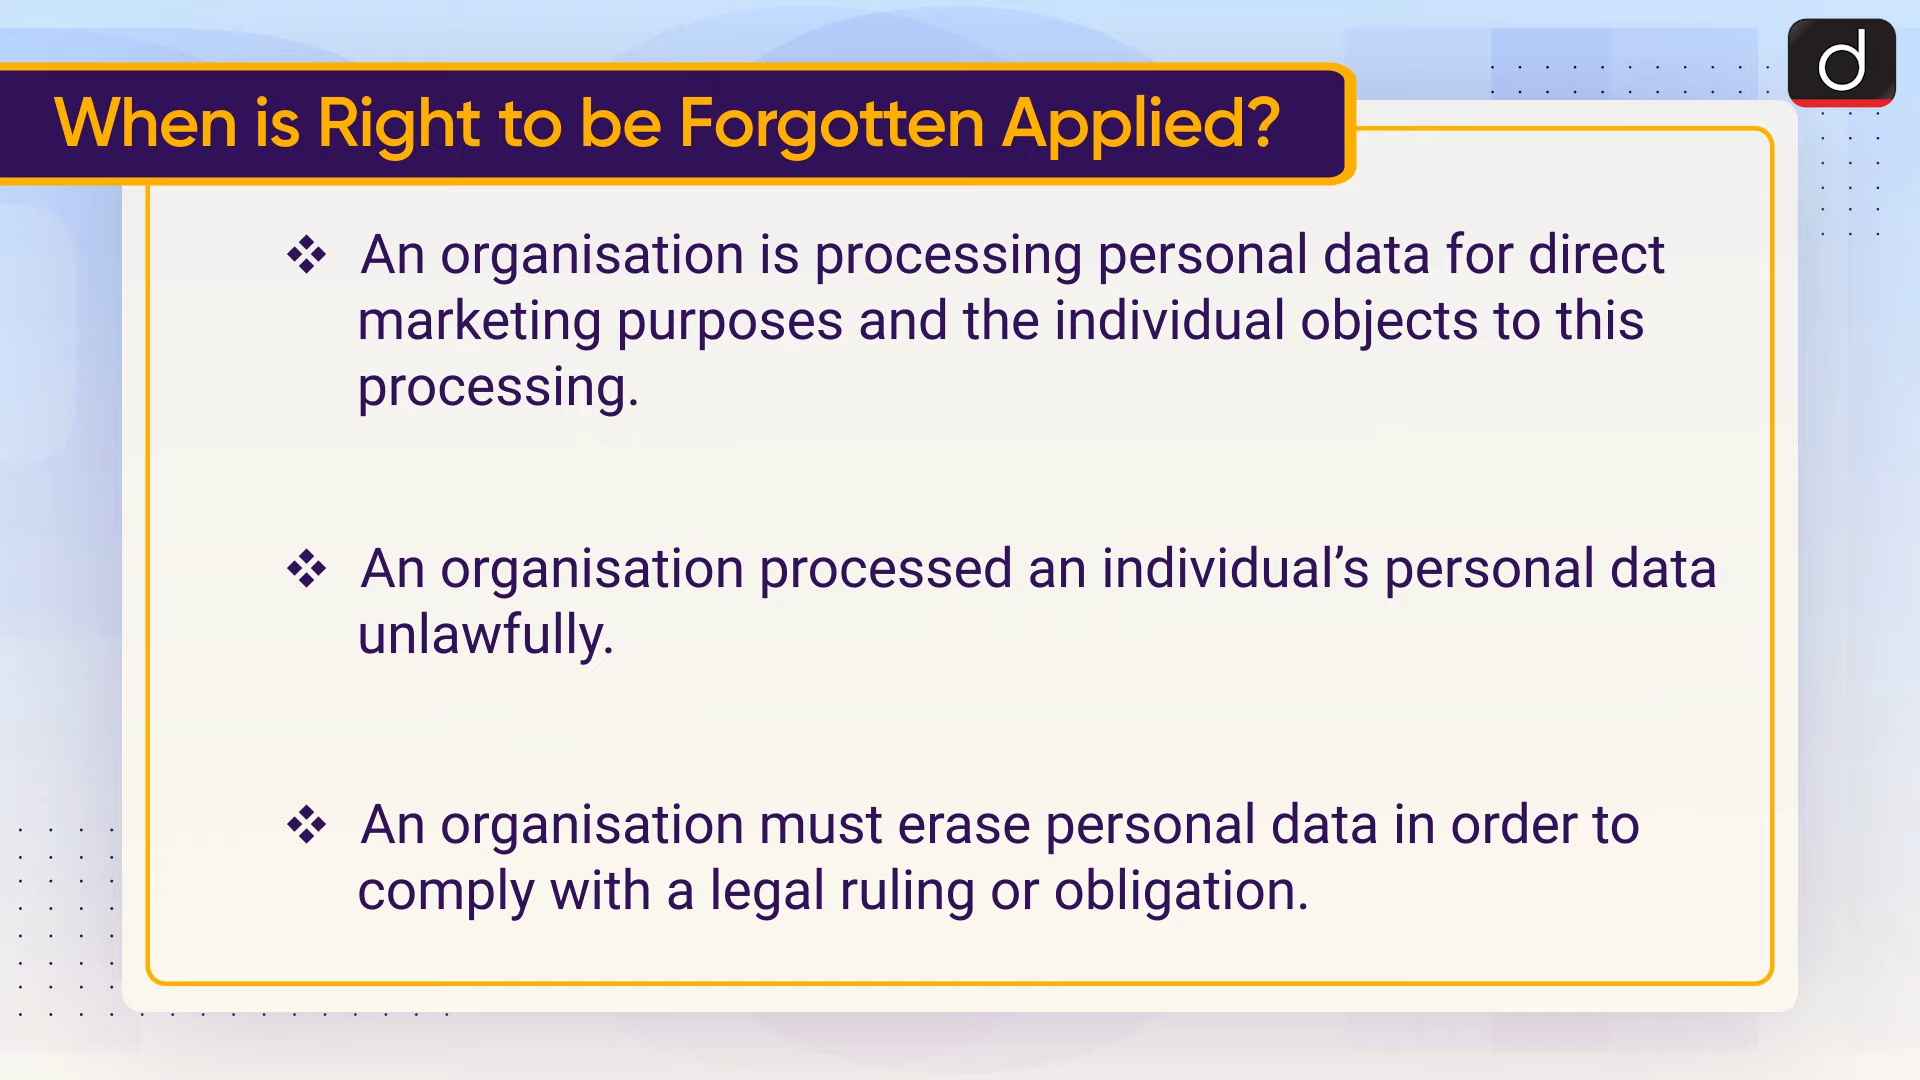 When is Right to be Forgotten Applied?
d
❖ An organisation is processing personal data for direct
marketing purposes and the individual objects to this
processing.
❖ An organisation processed an individual’s personal data
unlawfully.
❖ An organisation must erase personal data in order to
comply with a legal ruling or obligation.